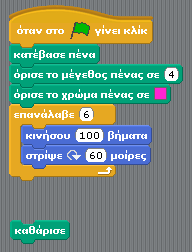 όταν στο γίνει κλίκ
κατέβασε πένα
όρισε το μέγεθος πένας σε 4
όρισε το χρώμα πένας σε
επανάλαβε 6
κινήσου 100 βήματα
στρίψε 60 μοίρες
καθάρισε